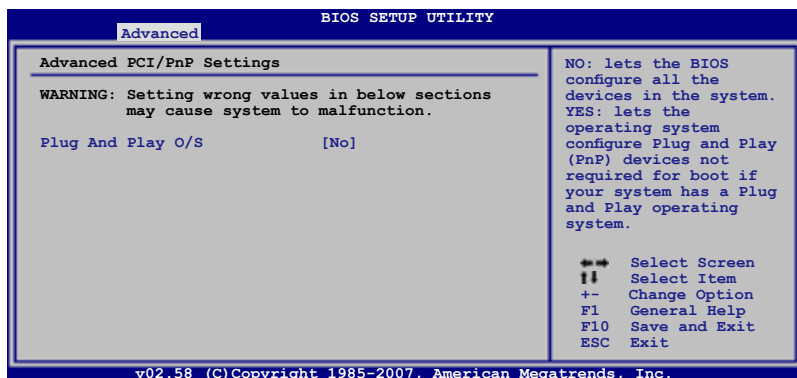 BIOS SETUP UTILITY
Advanced
Advanced PCI/PnP Settings
WARNING: Setting wrong values in below sections
may cause system to malfunction.
Plug And Play O/S [No]
NO: lets the BIOS
configure all the
devices in the system.
YES: lets the
operating system
configure Plug and Play
(PnP) devices not
required for boot if
your system has a Plug
and Play operating
system.
←→ Select Screen
↑↓ Select Item
+- Change Option
F1 General Help
F10 Save and Exit
ESC Exit
v02.58 (C)Copyright 1985-2007, American Megatrends, Inc.